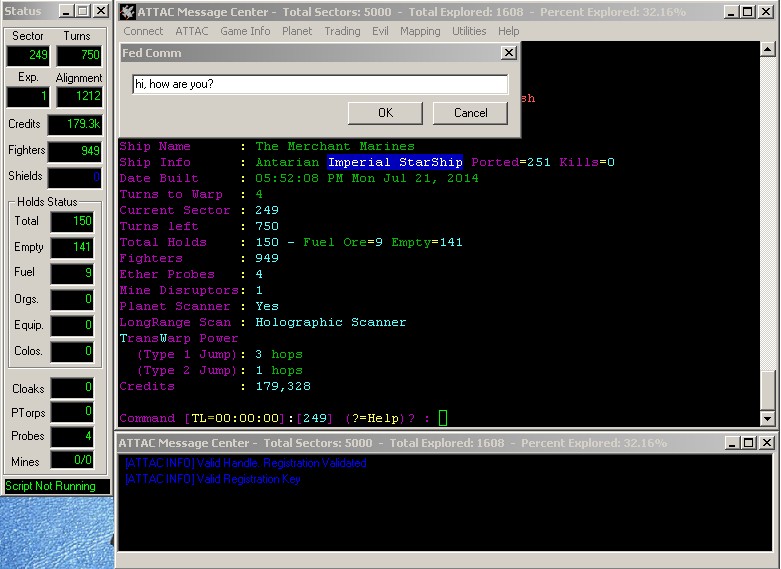 Status
Sector Turns
249 750
Exp. Alignment
1 1212
Credits 179.3k
Fighters 949
Shields 0
Holds Status
Total 150
Empty 141
Fuel 9
Orgs. 0
Equip. 0
Colos. 0
Cloaks 0
PTorps 0
Probes 4
Mines 0/0
Script Not Running
ATTAC Message Center - Total Sectors: 5000 - Total Explored: 1608 - Percent Explored: 32.16%
Connect ATTAC Game Info Planet Trading Evil Mapping Utilities Help
Fed Comm
hi, how are you?
OK Cancel
sh
Ship Name : The Merchant Marines
Ship Info : Antarian Imperial StarShip Ported=251 Kills=0
Date Built : 05:52:08 PM Mon Jul 21, 2014
Turns to Warp : 4
Current Sector : 249
Turns left : 750
Total Holds : 150 - Fuel Ore=9 Empty=141
Fighters : 949
Ether Probes : 4
Mine Disruptors: 1
Planet Scanner : Yes
LongRange Scan : Holographic Scanner
TransWarp Power
(Type 1 Jump): 3 hops
(Type 2 Jump): 1 hops
Credits : 179,328
Command [TL=00:00:00]:[249] (?=Help)? :
ATTAC Message Center - Total Sectors: 5000 - Total Explored: 1608 - Percent Explored: 32.16%
[ATTAC INFO] Valid Handle. Registration Validated
[ATTAC INFO] Valid Registration Key